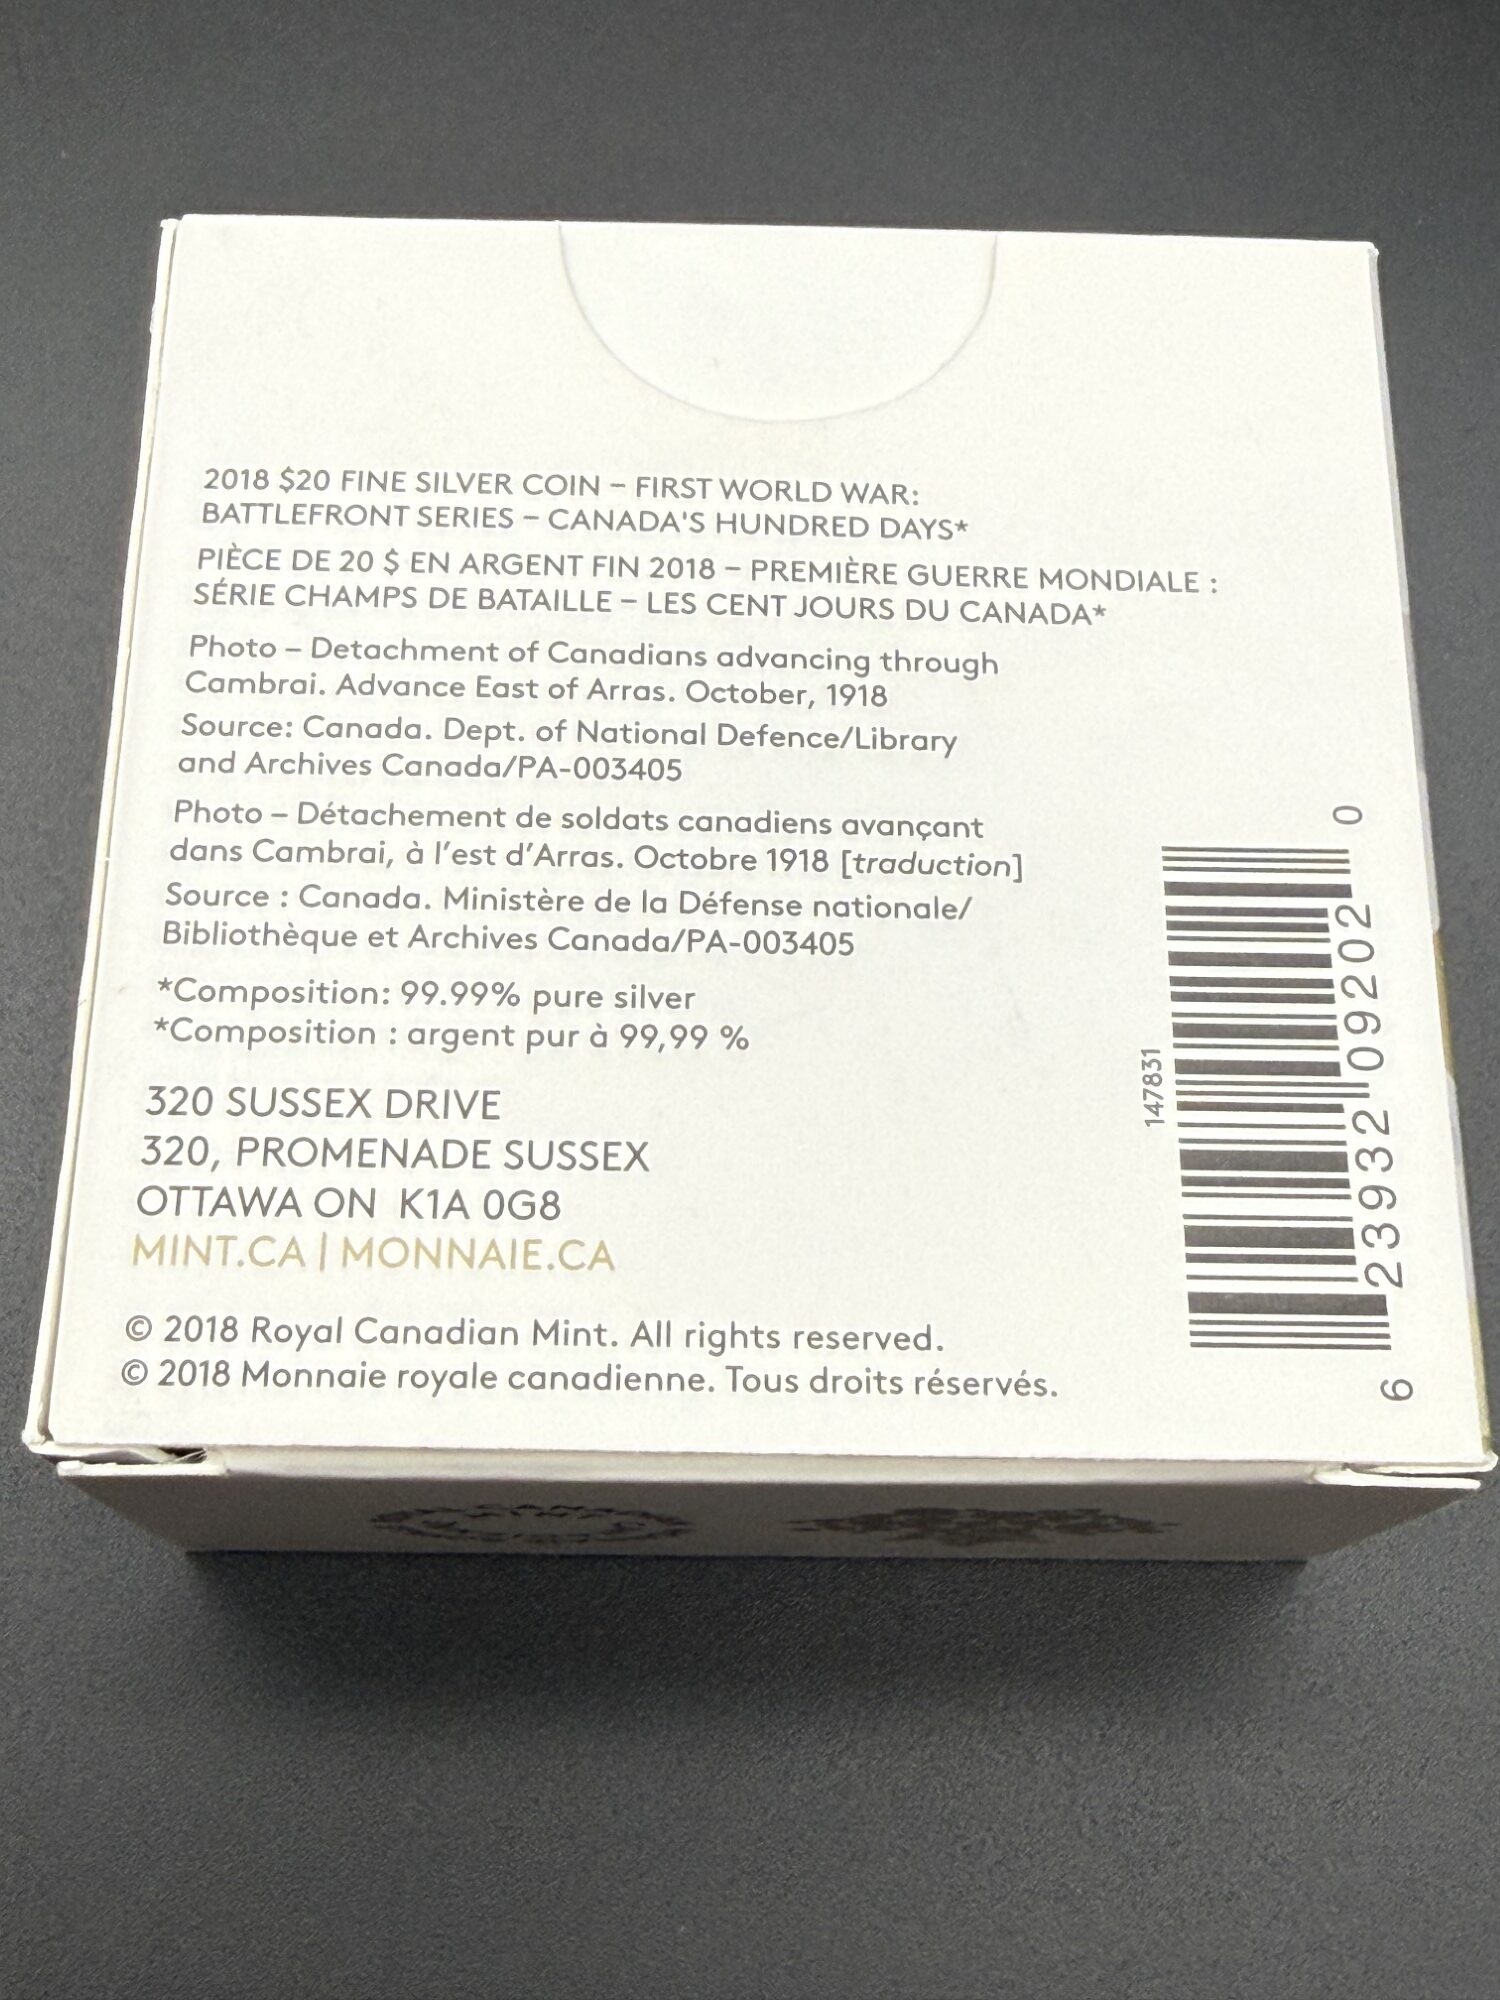 2018 $20 FINE SILVER COIN – FIRST WORLD WAR:
BATTLEFRONT SERIES – CANADA'S HUNDRED DAYS*
PIÈCE DE 20 $ EN ARGENT FIN 2018 – PREMIÈRE GUERRE MONDIALE :
SÉRIE CHAMPS DE BATAILLE – LES CENT JOURS DU CANADA*
Photo – Detachment of Canadians advancing through
Cambrai. Advance East of Arras. October, 1918
Source: Canada. Dept. of National Defence/Library
and Archives Canada/PA-003405
Photo – Détachement de soldats canadiens avançant
dans Cambrai, à l’est d’Arras. Octobre 1918 [traduction]
Source : Canada. Ministère de la Défense nationale/
Bibliothèque et Archives Canada/PA-003405
*Composition: 99.99% pure silver
*Composition : argent pur à 99,99 %
320 SUSSEX DRIVE
320, PROMENADE SUSSEX
OTTAWA ON K1A 0G8
MINT.CA | MONNAIE.CA
© 2018 Royal Canadian Mint. All rights reserved.
© 2018 Monnaie royale canadienne. Tous droits réservés.
147831
6 23932 09202 0